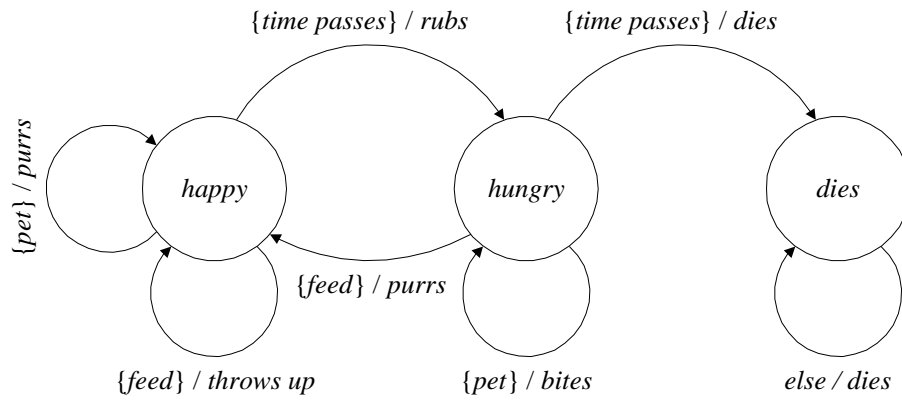 {time passes} / rubs
{time passes} / dies
{pet} / purrs
happy
hungry
dies
{feed} / purrs
{feed} / throws up
{pet} / bites
else / dies